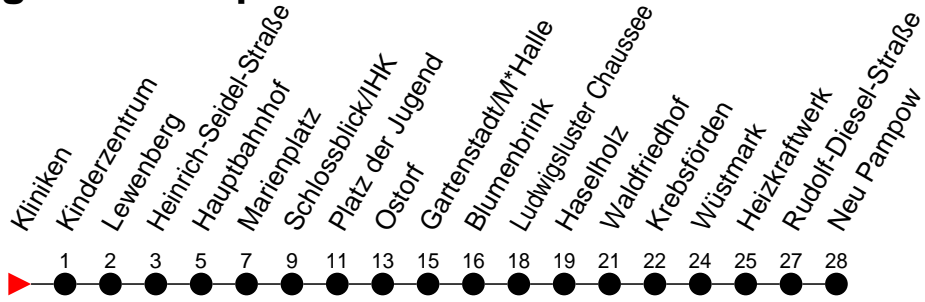 Kliniken
Kinderzentrum
Lewenberg
Heinrich-Seidel-Straße
Hauptbahnhof
Marienplatz
Schlossblick/IHK
Platz der Jugend
Ostorf
Gartenstadt/M*Halle
Blumenbrink
Ludwigsluster Chaussee
Haselholz
Waldfriedhof
Krebsförden
Wüstmark
Heizkraftwerk
Rudolf-Diesel-Straße
Neu Pampow
1 2 3 5 7 9 11 13 15 16 18 19 21 22 24 25 27 28